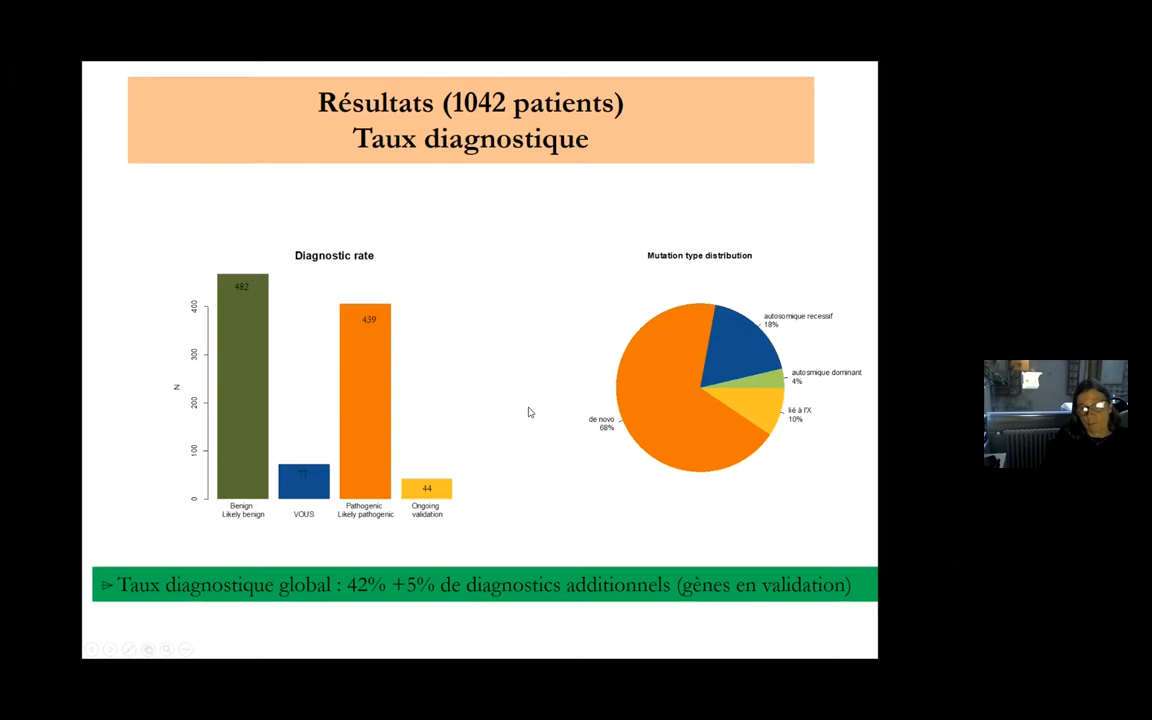 Résultats (1042 patients)
Taux diagnostique
Diagnostic rate
482
77
439
44
N
400
300
200
100
0
Benign
Likely benign
VOUS
Pathogenic
Likely pathogenic
Ongoing
validation
Mutation type distribution
autosomique recessif
18%
autosmique dominant
4%
lié à l'X
10%
de novo
68%
➢ Taux diagnostique global : 42% +5% de diagnostics additionnels (gènes en validation)